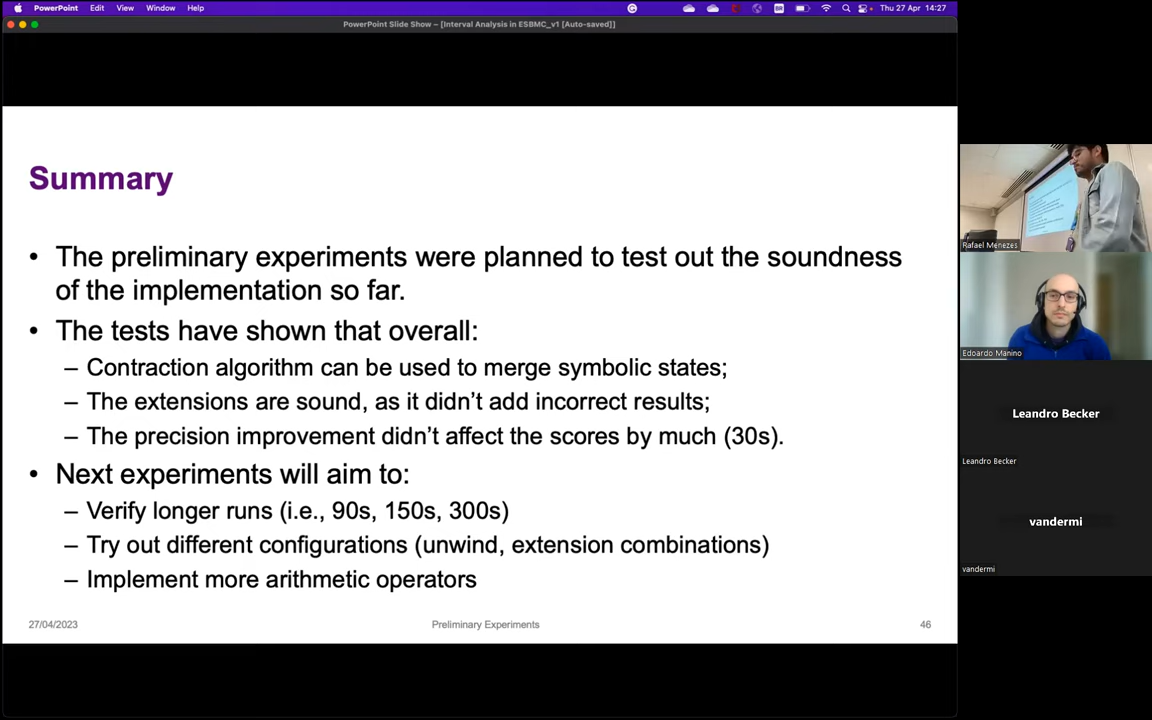 PowerPoint Edit View Window Help Thu 27 Apr 14:27
PowerPoint Slide Show – [Interval Analysis in ESBMC_v1 [Auto-saved]]
Summary
• The preliminary experiments were planned to test out the soundness
of the implementation so far.
• The tests have shown that overall:
– Contraction algorithm can be used to merge symbolic states;
– The extensions are sound, as it didn’t add incorrect results;
– The precision improvement didn’t affect the scores by much (30s).
• Next experiments will aim to:
– Verify longer runs (i.e., 90s, 150s, 300s)
– Try out different configurations (unwind, extension combinations)
– Implement more arithmetic operators
27/04/2023 Preliminary Experiments 46
Rafael Menezes
Edoardo Manino
Leandro Becker
Leandro Becker
vandermi
vandermi